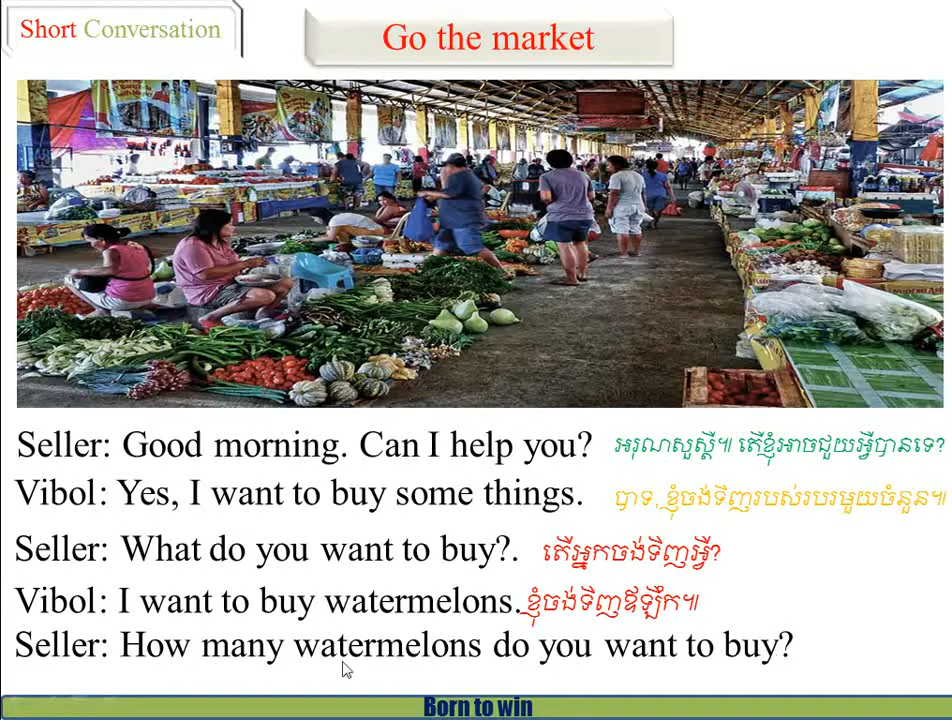 Short Conversation
Go the market
Seller: Good morning. Can I help you? អរុណសួស្ដី៕ តើខ្ញុំអាចជួយអ្វីបានទេ?
Vibol: Yes, I want to buy some things. បាទ, ខ្ញុំចង់ទិញរបស់របរមួយចំនួន៕
Seller: What do you want to buy?. តើអ្នកចង់ទិញអ្វី?
Vibol: I want to buy watermelons. ខ្ញុំចង់ទិញឪឡឹក៕
Seller: How many watermelons do you want to buy?
Born to win